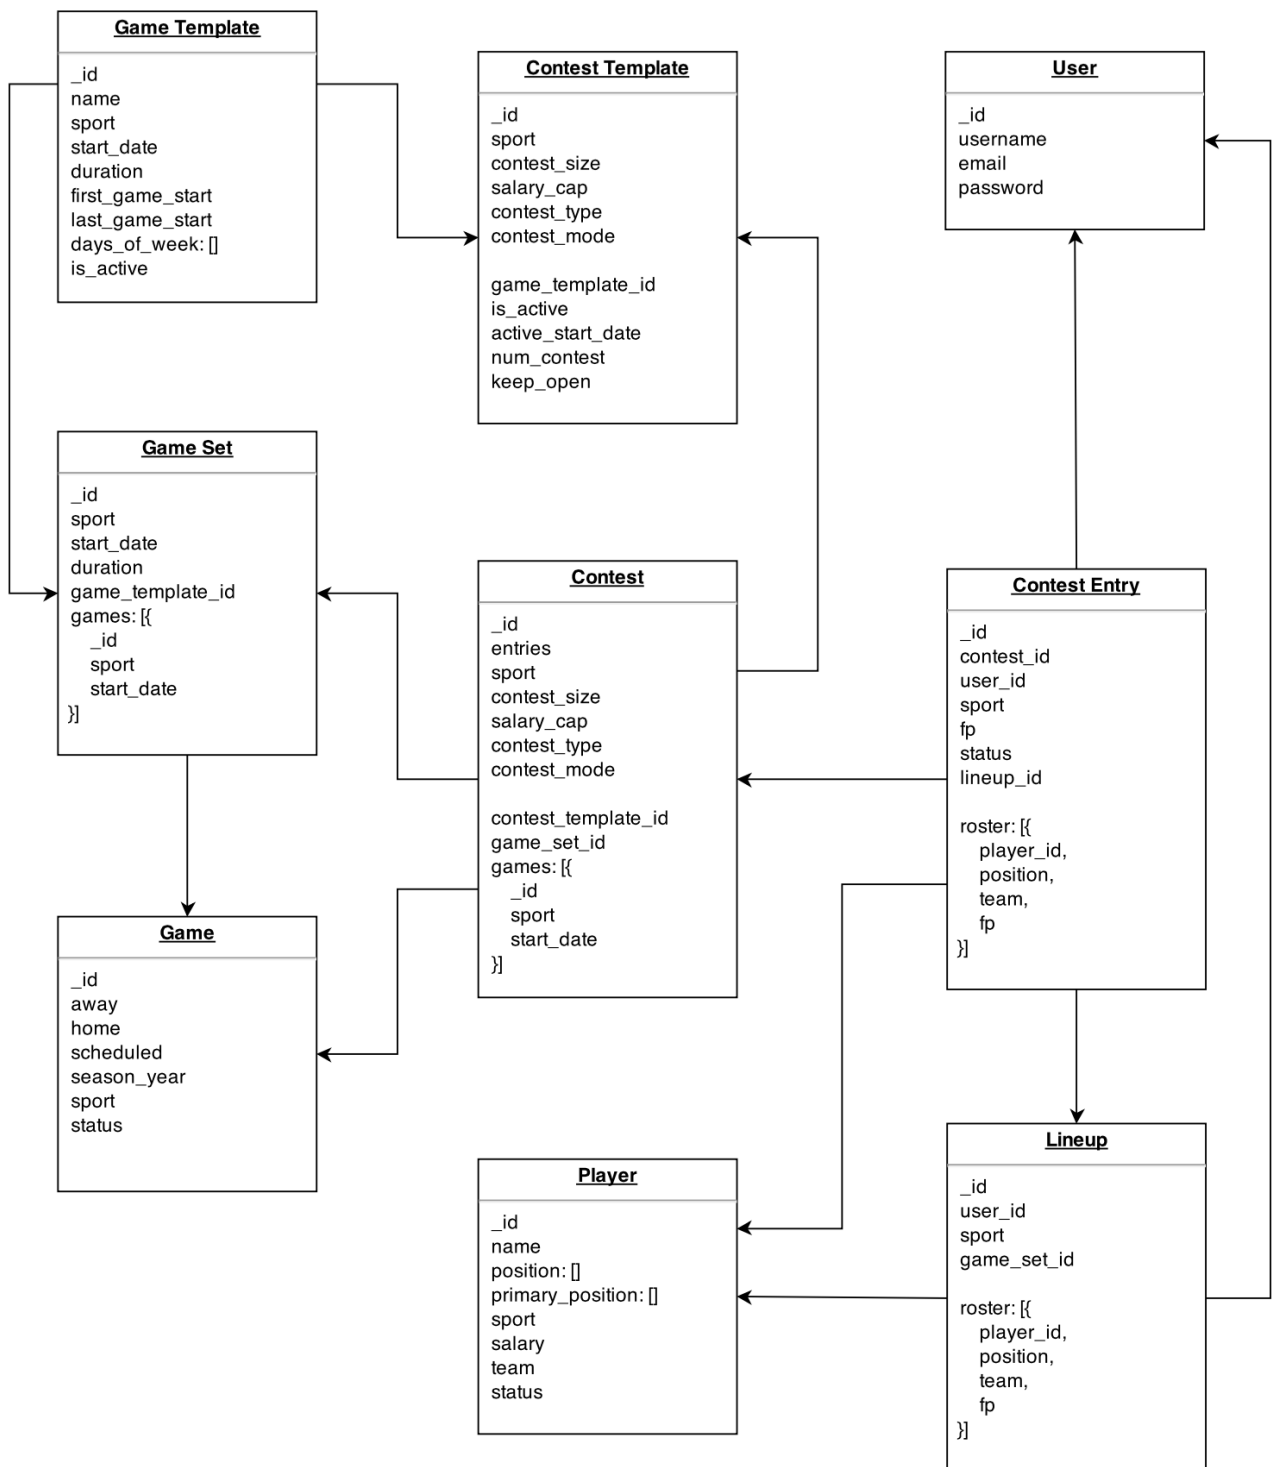 Game Template
_id
name
sport
start_date
duration
first_game_start
last_game_start
days_of_week: []
is_active
Contest Template
_id
sport
contest_size
salary_cap
contest_type
contest_mode
game_template_id
is_active
active_start_date
num_contest
keep_open
User
_id
username
email
password
Game Set
_id
sport
start_date
duration
game_template_id
games: [{
_id
sport
start_date
}]
Contest
_id
entries
sport
contest_size
salary_cap
contest_type
contest_mode
contest_template_id
game_set_id
games: [{
_id
sport
start_date
}]
Contest Entry
_id
contest_id
user_id
sport
fp
status
lineup_id
roster: [{
player_id,
position,
team,
fp
}]
Game
_id
away
home
scheduled
season_year
sport
status
Player
_id
name
position: []
primary_position: []
sport
salary
team
status
Lineup
_id
user_id
sport
game_set_id
roster: [{
player_id,
position,
team,
fp
}]